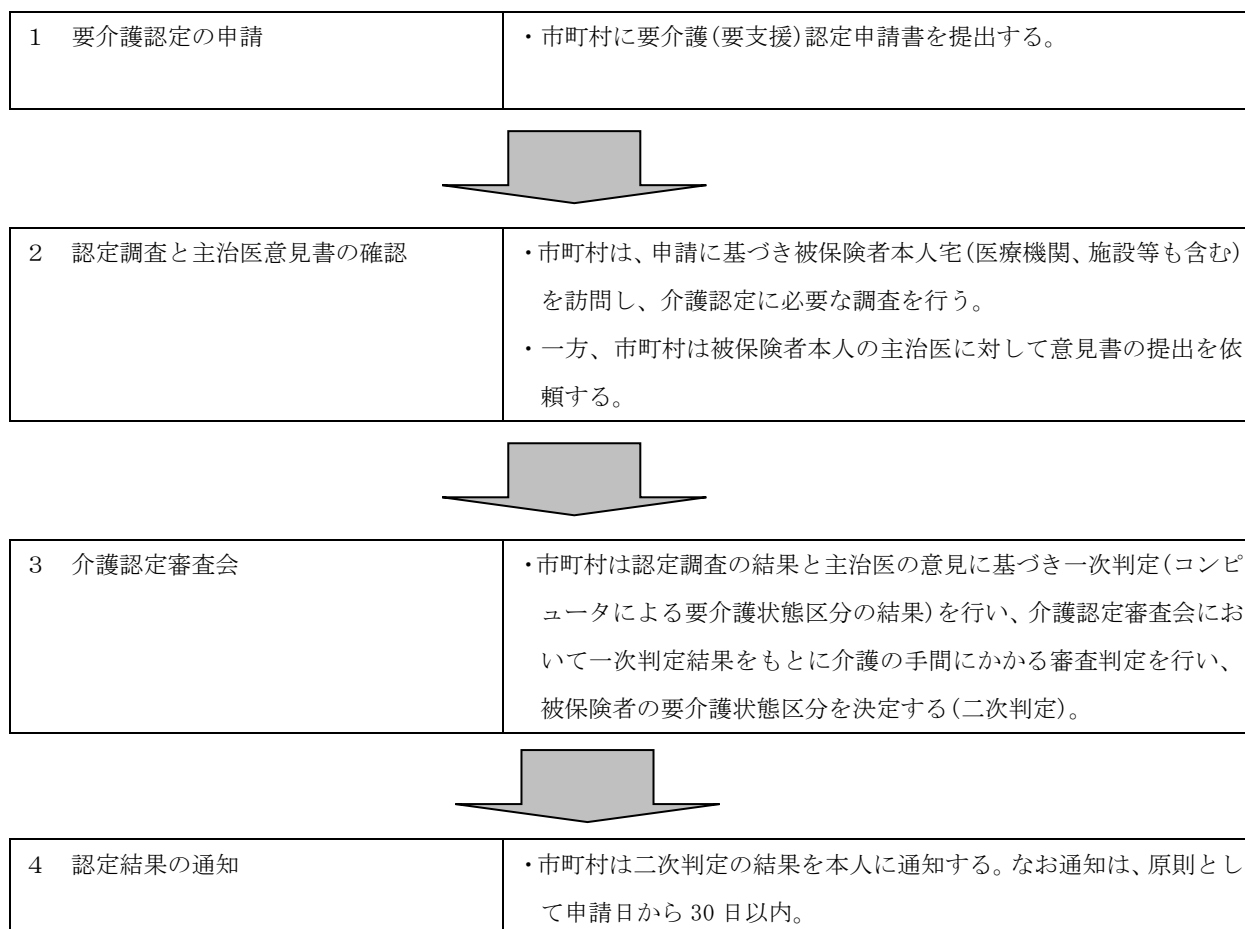 1 要介護認定の申請
・市町村に要介護(要支援)認定申請書を提出する。
2 認定調査と主治医意見書の確認
・市町村は、申請に基づき被保険者本人宅(医療機関、施設等も含む)
を訪問し、介護認定に必要な調査を行う。
・一方、市町村は被保険者本人の主治医に対して意見書の提出を依
頼する。
3 介護認定審査会
・市町村は認定調査の結果と主治医の意見に基づき一次判定(コンピ
ュータによる要介護状態区分の結果)を行い、介護認定審査会にお
いて一次判定結果をもとに介護の手間にかかる審査判定を行い、
被保険者の要介護状態区分を決定する(二次判定)。
4 認定結果の通知
・市町村は二次判定の結果を本人に通知する。なお通知は、原則とし
て申請日から 30 日以内。